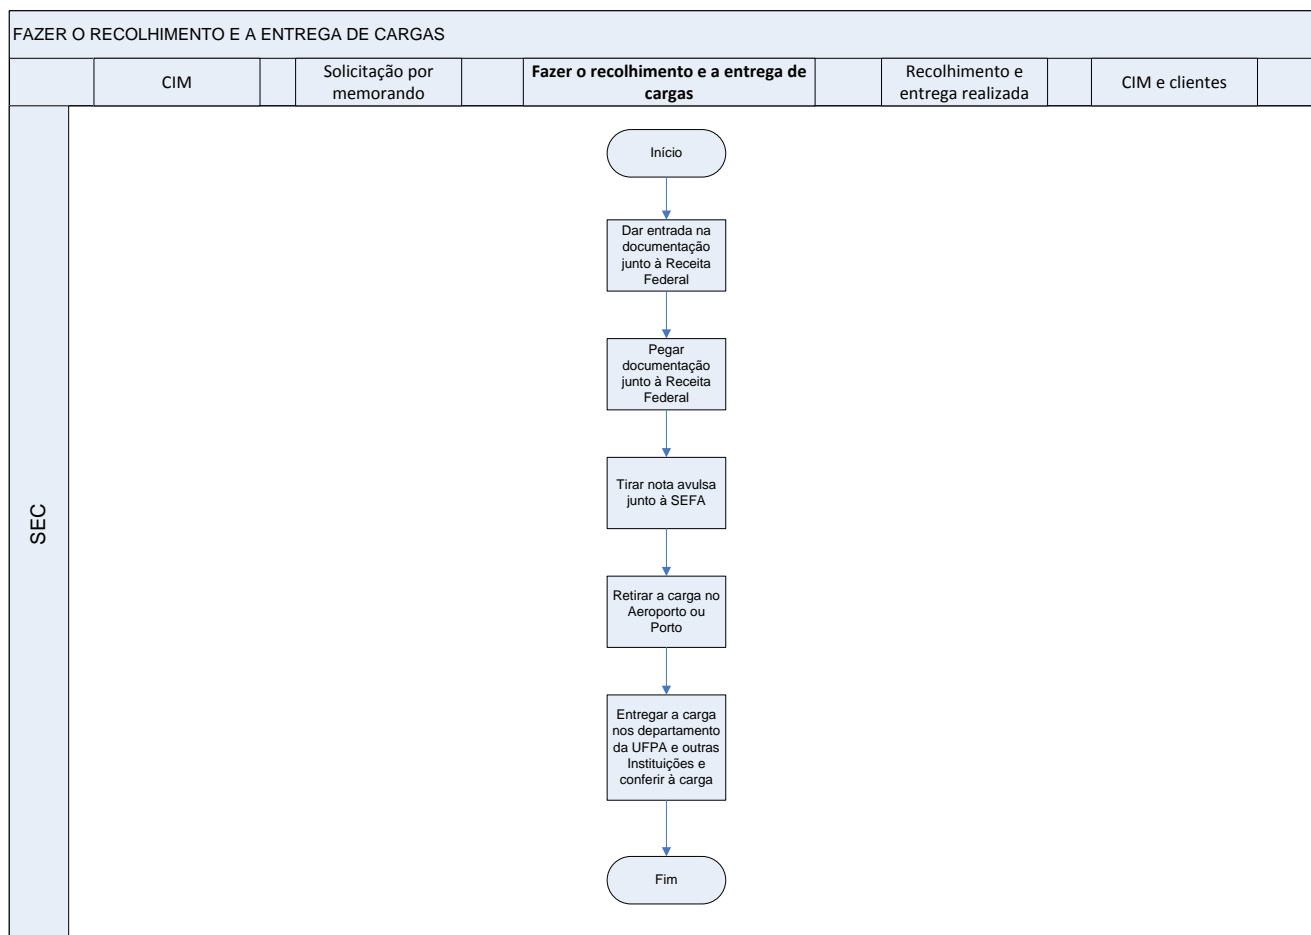 FAZER O RECOLHIMENTO E A ENTREGA DE CARGAS
CIM
Solicitação por
memorando
Fazer o recolhimento e a entrega de
cargas
Recolhimento e
entrega realizada
CIM e clientes
SEC
Início
Dar entrada na
documentação
junto à Receita
Federal
Pegar
documentação
junto à Receita
Federal
Tirar nota avulsa
junto à SEFA
Retirar a carga no
Aeroporto ou
Porto
Entregar a carga
nos departamento
da UFPA e outras
Instituições e
conferir à carga
Fim